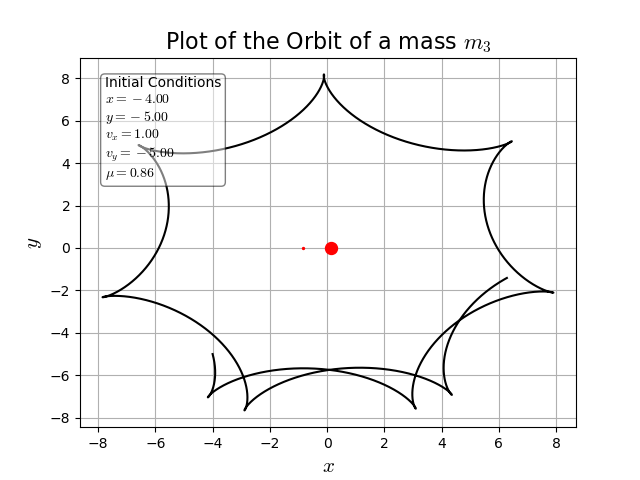 Plot of the Orbit of a mass m₃
Initial Conditions
x = −4.00
y = −5.00
vₓ = 1.00
v_y = −5.00
μ = 0.86
8
6
4
2
0
−2
−4
−6
−8
y
−8 −6 −4 −2 0 2 4 6 8
x